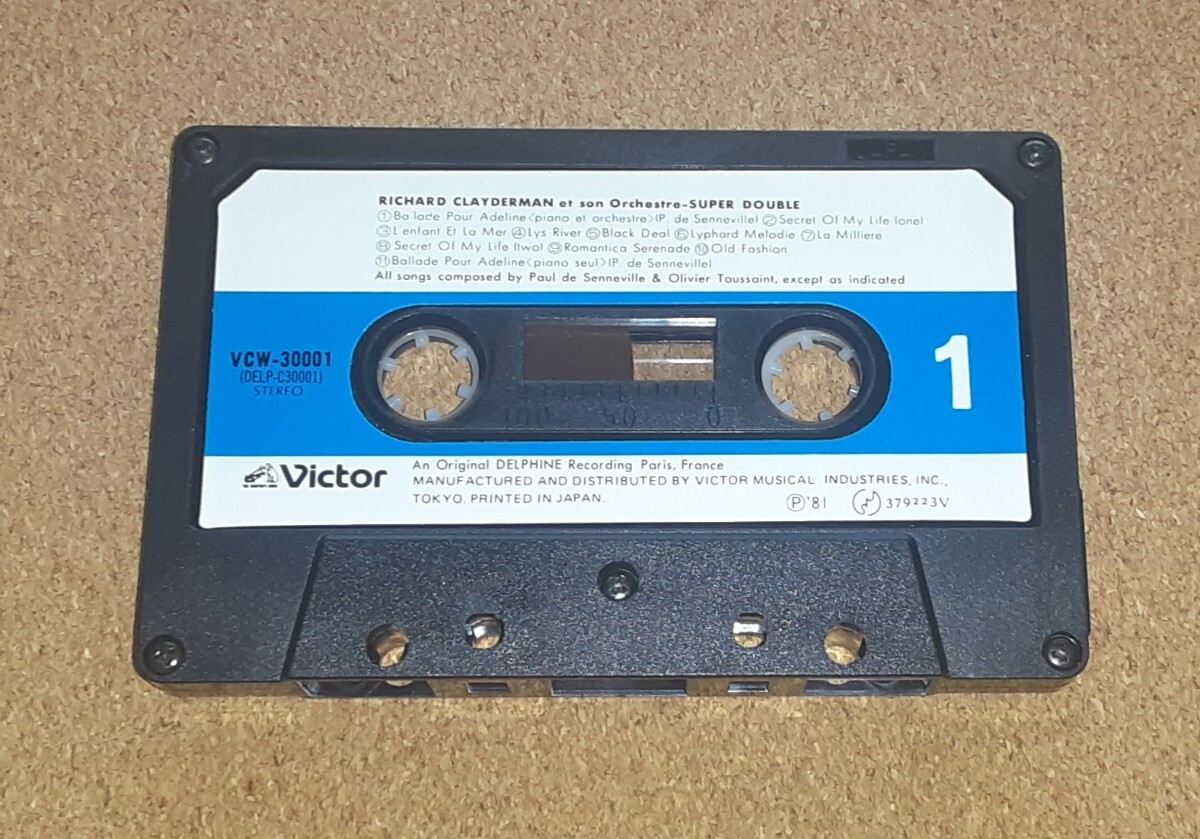 RICHARD CLAYDERMAN et son Orchestre-SUPER DOUBLE
①Ballade Pour Adeline〈piano et orchestre〉(P. de Senneville) ②Secret Of My Life (one)
③L'enfant Et La Mer ④Lys River ⑤Black Deal ⑥Lyphard Melodie ⑦La Milliere
⑧Secret Of My Life (two) ⑨Romantica Serenade ⑩Old Fashion
⑪Ballade Pour Adeline〈piano seul〉(P. de Senneville)
All songs composed by Paul de Senneville & Olivier Toussaint, except as indicated
VCW-30001
(DELP-C30001)
STEREO
100 50 0
1
Victor
An Original DELPHINE Recording Paris, France
MANUFACTURED AND DISTRIBUTED BY VICTOR MUSICAL INDUSTRIES, INC.,
TOKYO. PRINTED IN JAPAN.
Ⓟ'81 379223V